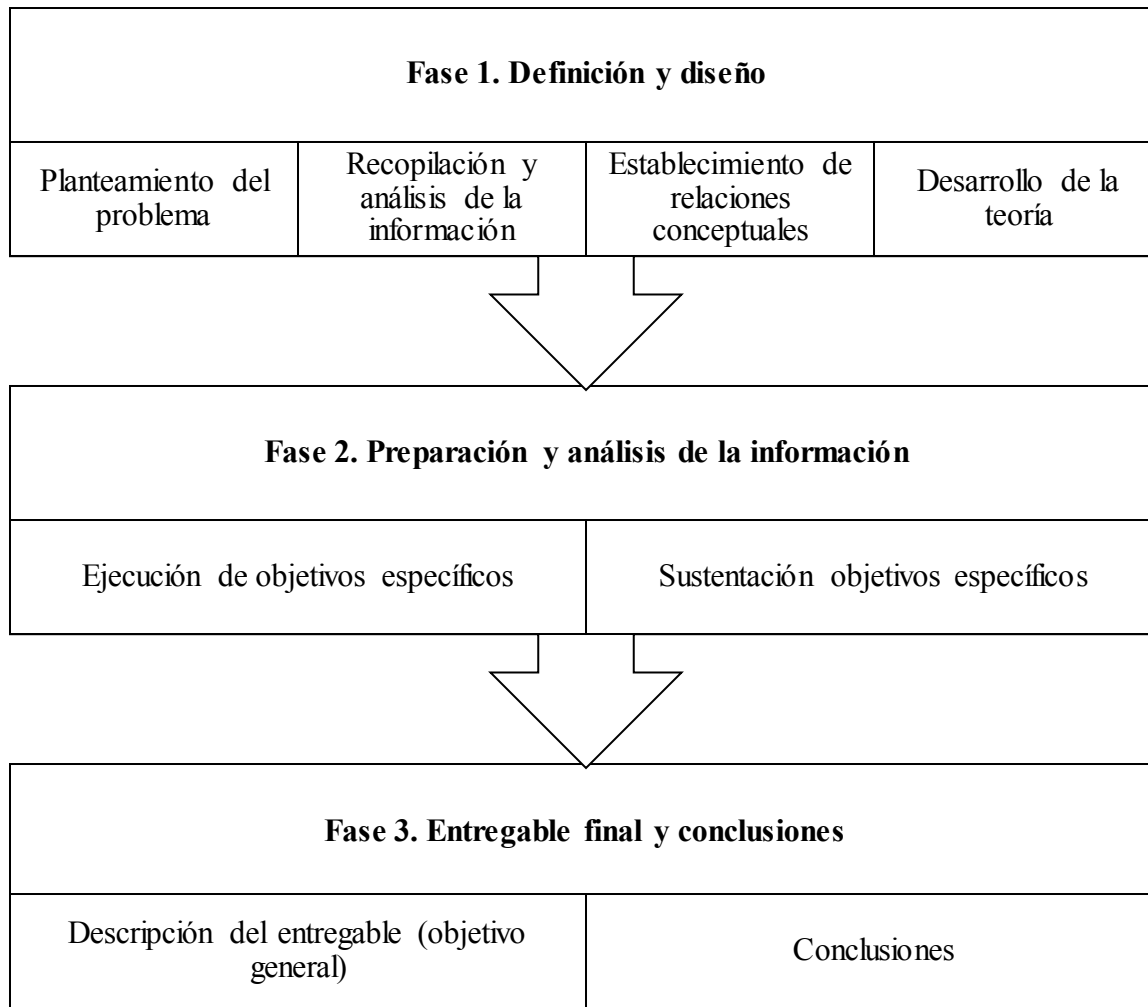 Fase 1. Definición y diseño
Planteamiento del
problema
Recopilación y
análisis de la
información
Establecimiento de
relaciones
conceptuales
Desarrollo de la
teoría
Fase 2. Preparación y análisis de la información
Ejecución de objetivos específicos
Sustentación objetivos específicos
Fase 3. Entregable final y conclusiones
Descripción del entregable (objetivo
general)
Conclusiones